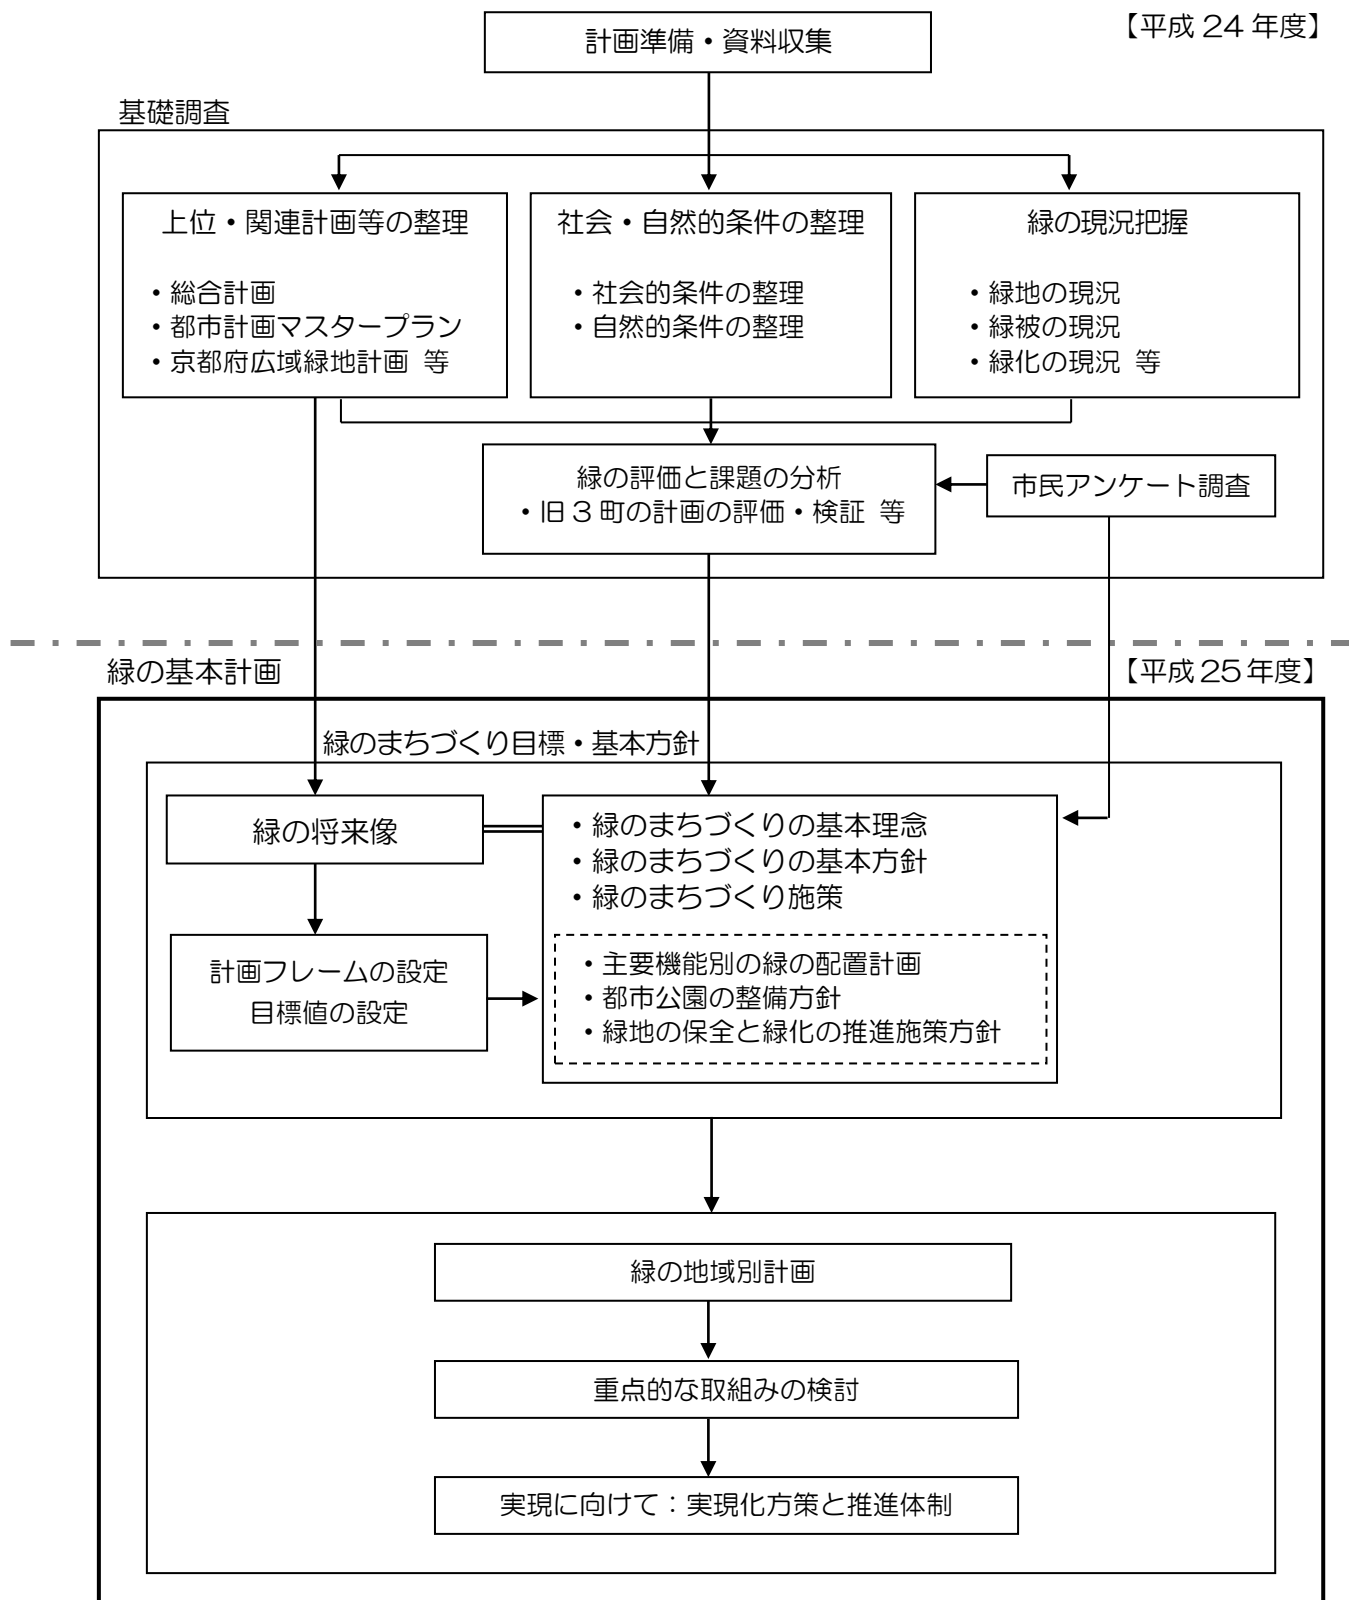 【平成 24 年度】
計画準備・資料収集
基礎調査
上位・関連計画等の整理
・総合計画
・都市計画マスタープラン
・京都府広域緑地計画 等
社会・自然的条件の整理
・社会的条件の整理
・自然的条件の整理
緑の現況把握
・緑地の現況
・緑被の現況
・緑化の現況 等
緑の評価と課題の分析
・旧３町の計画の評価・検証 等
市民アンケート調査
緑の基本計画
【平成 25 年度】
緑のまちづくり目標・基本方針
緑の将来像
・緑のまちづくりの基本理念
・緑のまちづくりの基本方針
・緑のまちづくり施策
計画フレームの設定
目標値の設定
・主要機能別の緑の配置計画
・都市公園の整備方針
・緑地の保全と緑化の推進施策方針
緑の地域別計画
重点的な取組みの検討
実現に向けて：実現化方策と推進体制